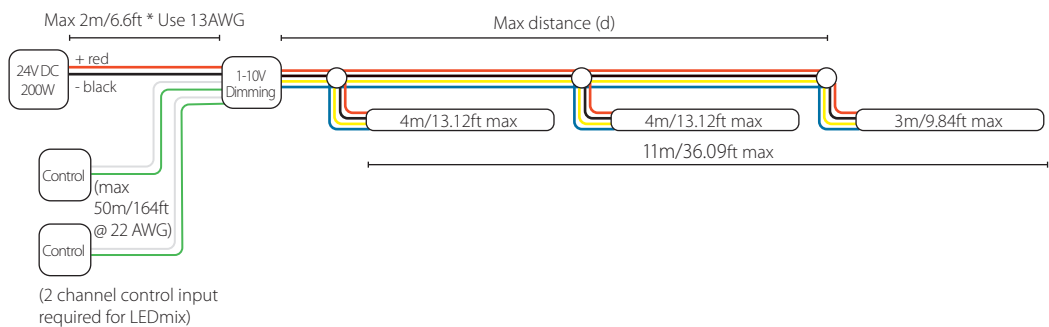 Max 2m/6.6ft * Use 13AWG
Max distance (d)
+ red
24V DC
200W
- black
1-10V
Dimming
4m/13.12ft max
4m/13.12ft max
3m/9.84ft max
11m/36.09ft max
Control
(max
50m/164ft
@ 22 AWG)
Control
(2 channel control input
required for LEDmix)